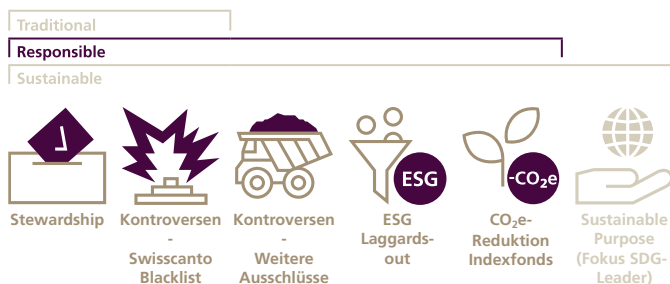 Traditional
Responsible
Sustainable
ESG
-CO₂e
Stewardship
Kontroversen
-
Swisscanto
Blacklist
Kontroversen
-
Weitere
Ausschlüsse
ESG
Laggards-
out
CO₂e-
Reduktion
Indexfonds
Sustainable
Purpose
(Fokus SDG-
Leader)